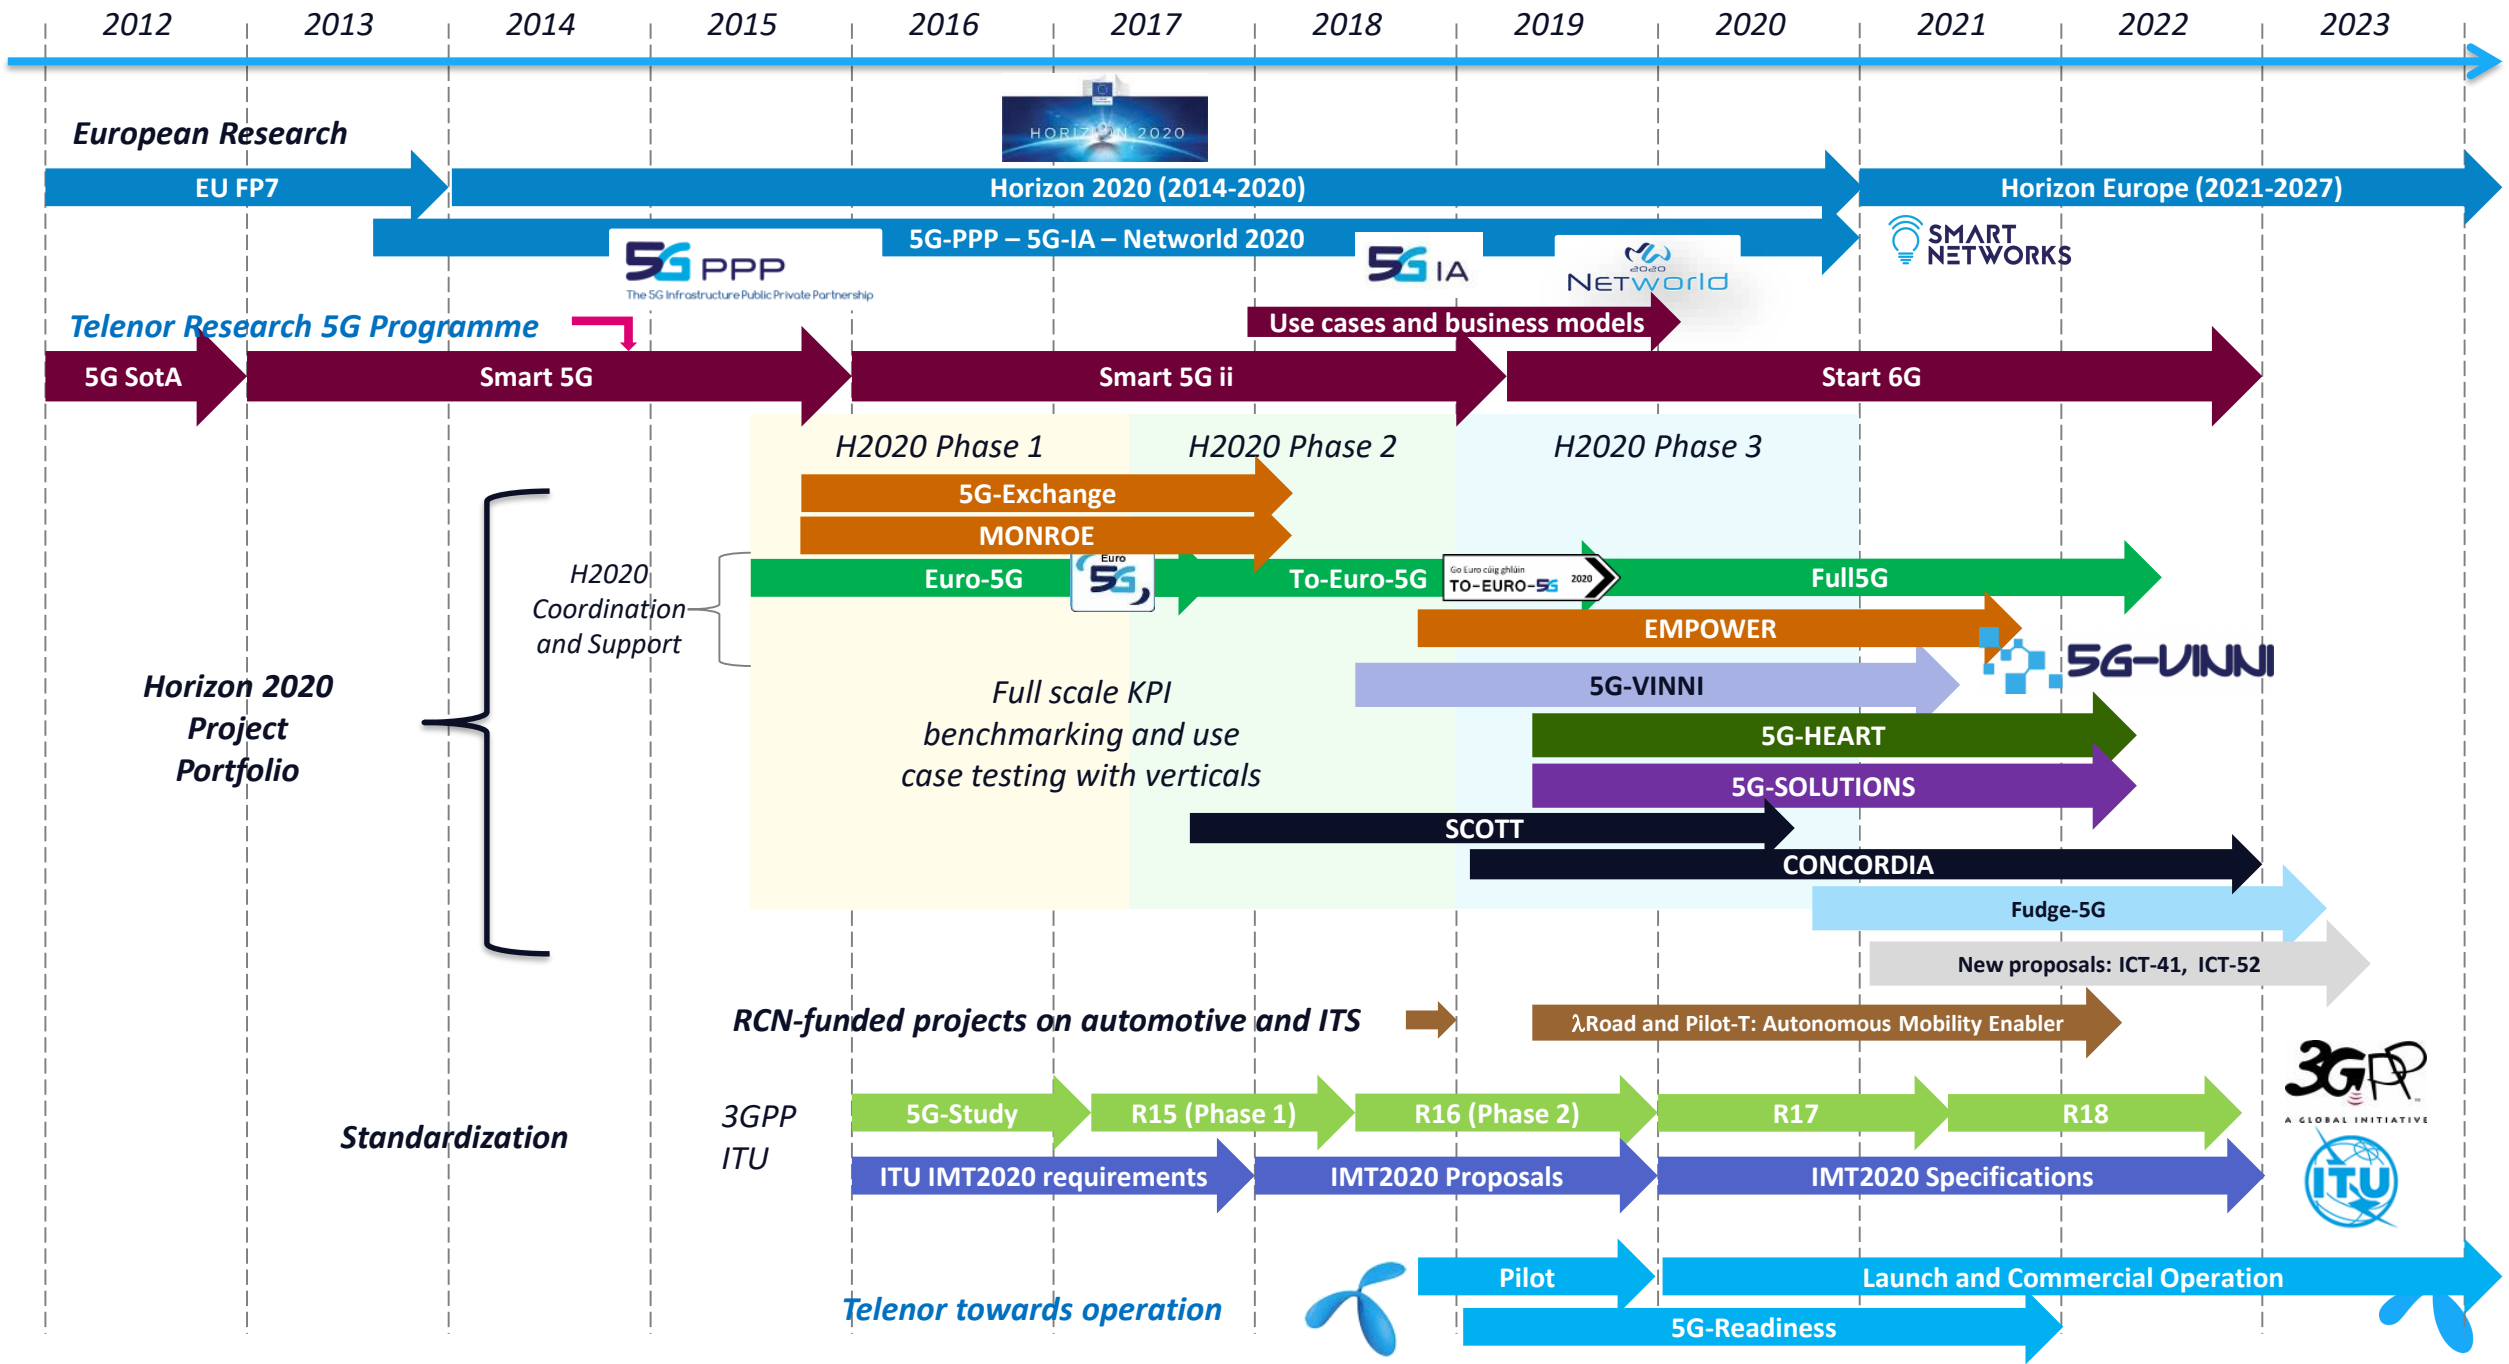 2012 2013 2014 2015 2016 2017 2018 2019 2020 2021 2022 2023
HORIZON 2020
European Research
EU FP7
Horizon 2020 (2014-2020)
Horizon Europe (2021-2027)
5G-PPP – 5G-IA – Networld 2020
5G PPP
The 5G Infrastructure Public Private Partnership
5G IA
2020
NETWorld
SMART
NETWORKS
Telenor Research 5G Programme
Use cases and business models
5G SotA
Smart 5G
Smart 5G ii
Start 6G
H2020 Phase 1
H2020 Phase 2
H2020 Phase 3
5G-Exchange
MONROE
H2020
Coordination
and Support
Euro-5G
Euro
5G
To-Euro-5G
Go Euro cúig ghlúin
TO-EURO-5G 2020
Full5G
EMPOWER
5G-VINNI
5G-VINNI
Horizon 2020
Project
Portfolio
Full scale KPI
benchmarking and use
case testing with verticals
5G-HEART
5G-SOLUTIONS
SCOTT
CONCORDIA
Fudge-5G
New proposals: ICT-41, ICT-52
RCN-funded projects on automotive and ITS
λRoad and Pilot-T: Autonomous Mobility Enabler
Standardization
3GPP
ITU
5G-Study
R15 (Phase 1)
R16 (Phase 2)
R17
R18
3GPP
A GLOBAL INITIATIVE
ITU IMT2020 requirements
IMT2020 Proposals
IMT2020 Specifications
ITU
Telenor towards operation
Pilot
Launch and Commercial Operation
5G-Readiness